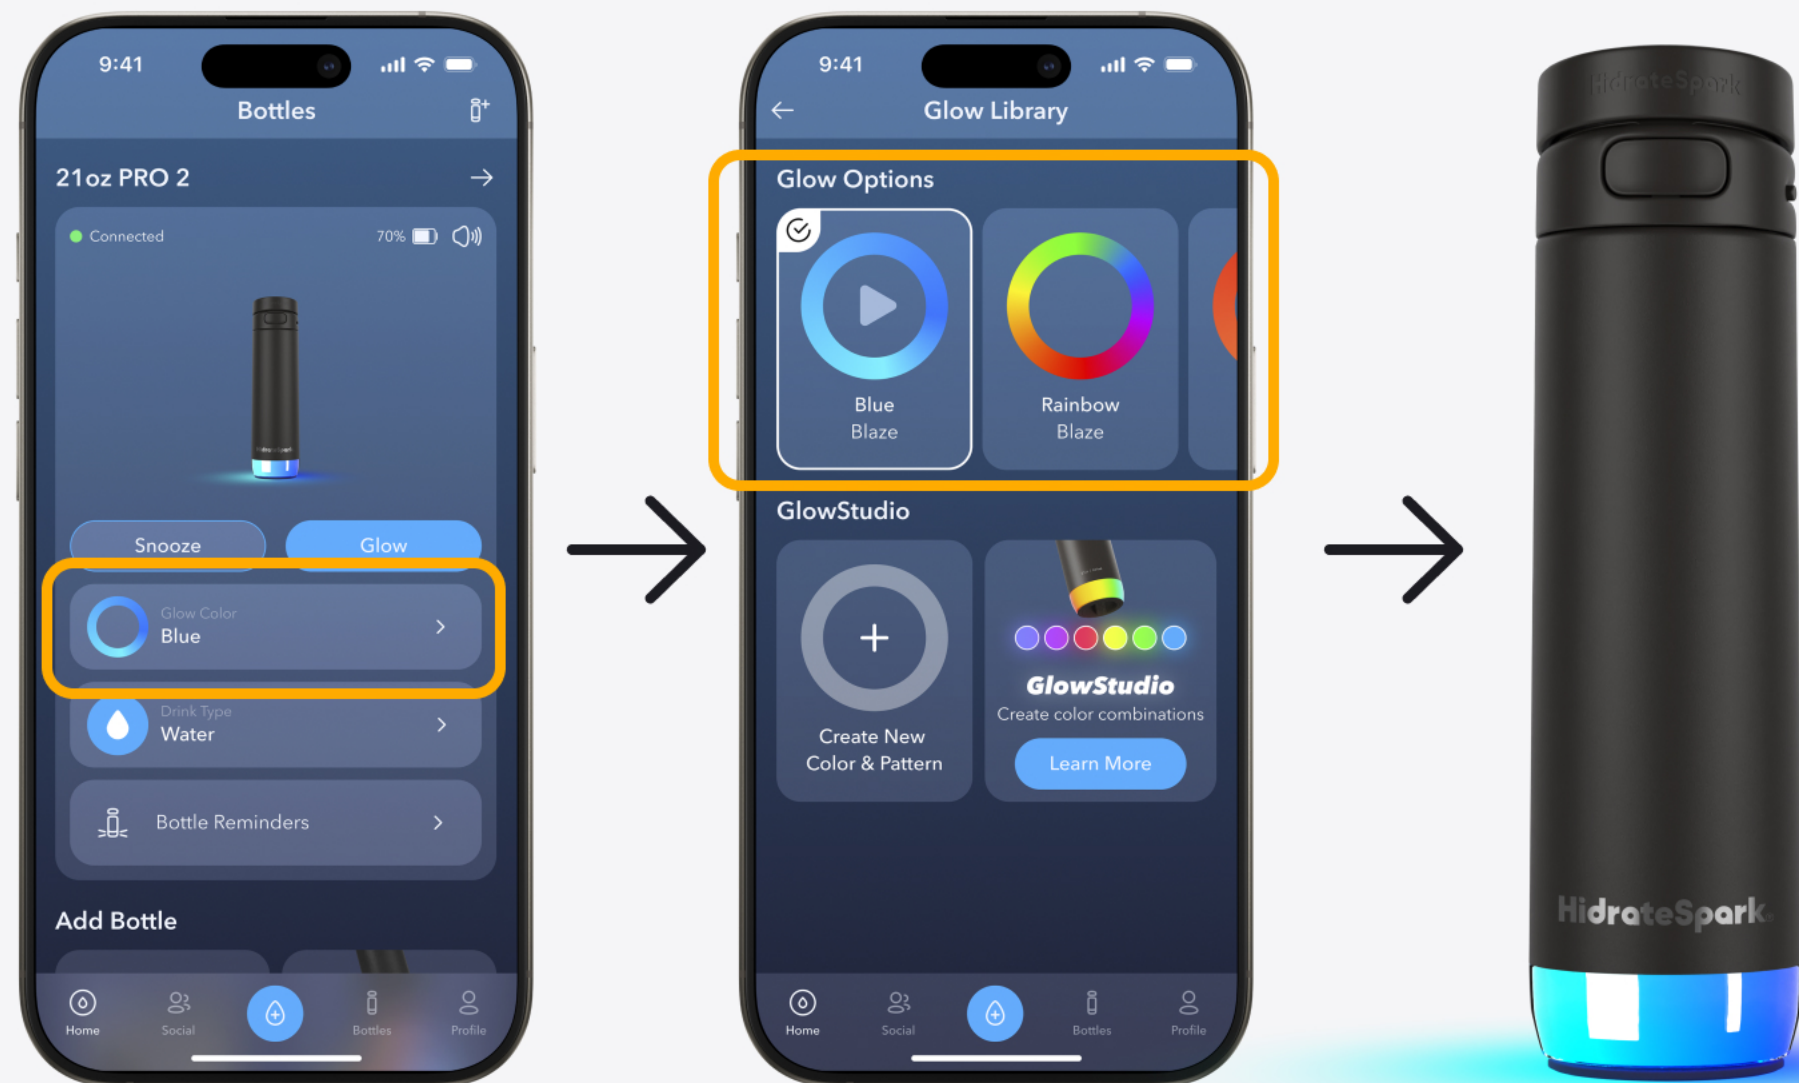 9:41
Bottles
21oz PRO 2
Connected
70%
Snooze
Glow
Glow Color
Blue
Drink Type
Water
Bottle Reminders
Add Bottle
Home
Social
Bottles
Profile
9:41
Glow Library
Glow Options
Blue
Blaze
Rainbow
Blaze
GlowStudio
Create New
Color & Pattern
GlowStudio
Create color combinations
Learn More
Home
Social
Bottles
Profile
HidrateSpark
HidrateSpark